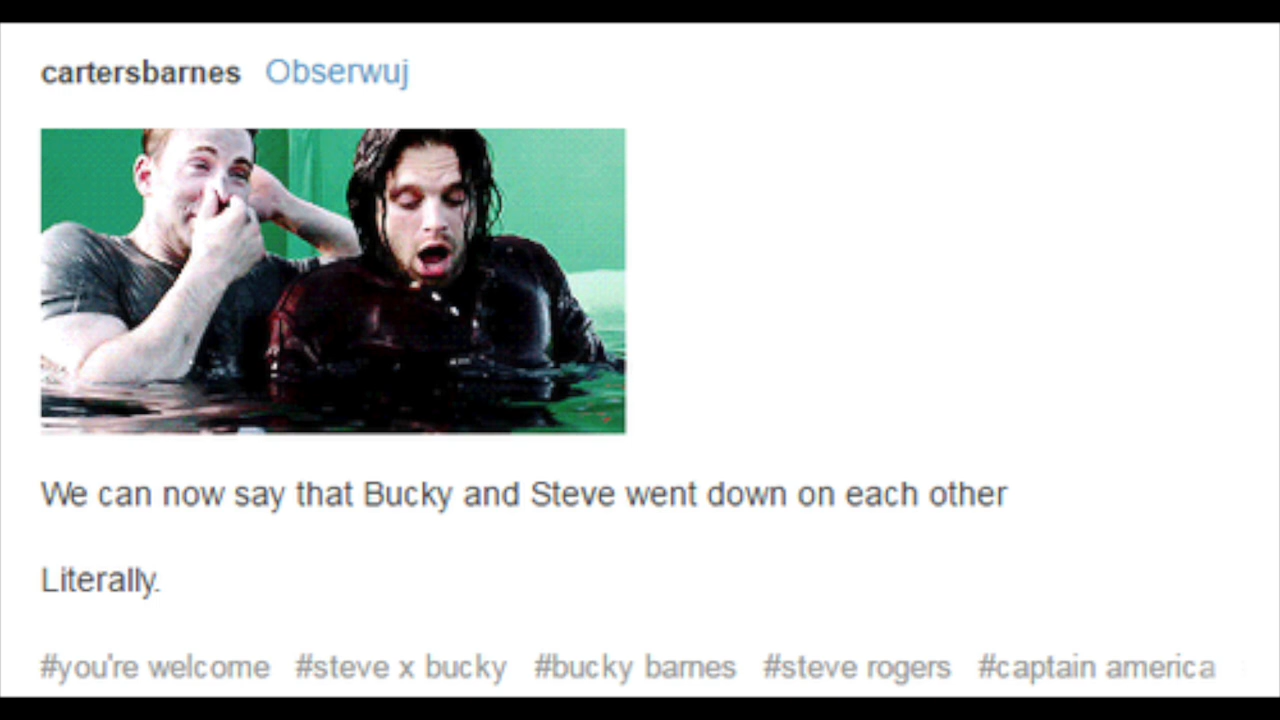 cartersbarnes Obserwuj
We can now say that Bucky and Steve went down on each other
Literally.
#you're welcome #steve x bucky #bucky barnes #steve rogers #captain america